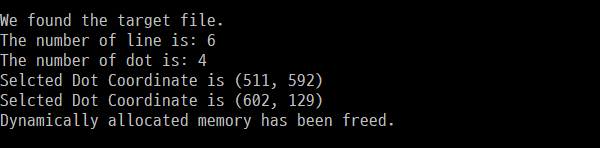 We found the target file.
The number of line is: 6
The number of dot is: 4
Selcted Dot Coordinate is (511, 592)
Selcted Dot Coordinate is (602, 129)
Dynamically allocated memory has been freed.